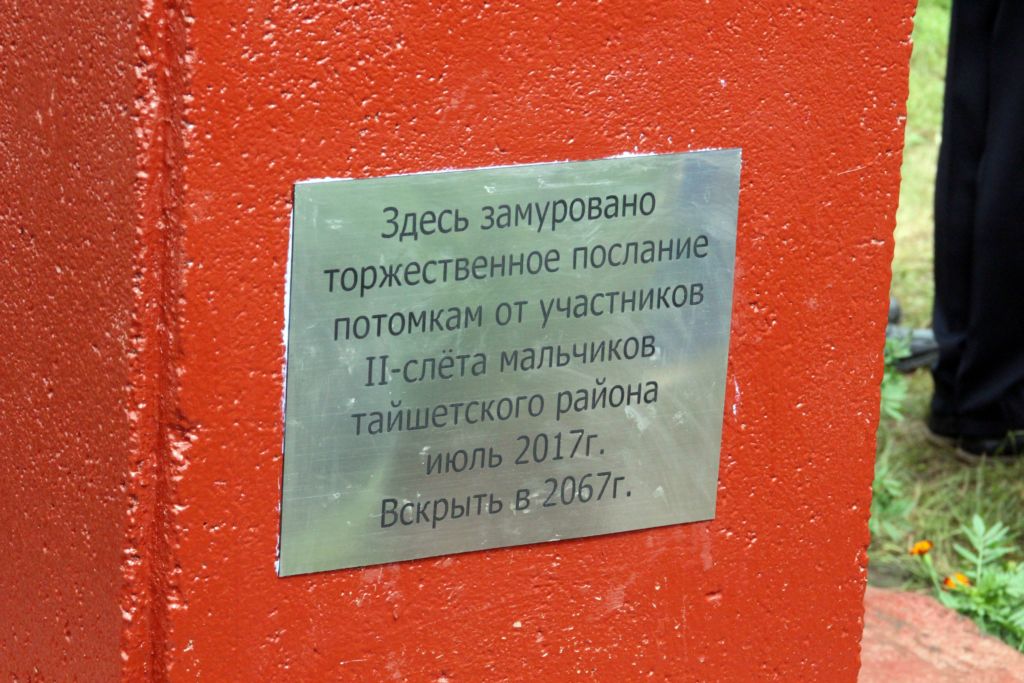 Здесь замуровано
торжественное послание
потомкам от участников
II-слёта мальчиков
тайшетского района
июль 2017г.
Вскрыть в 2067г.